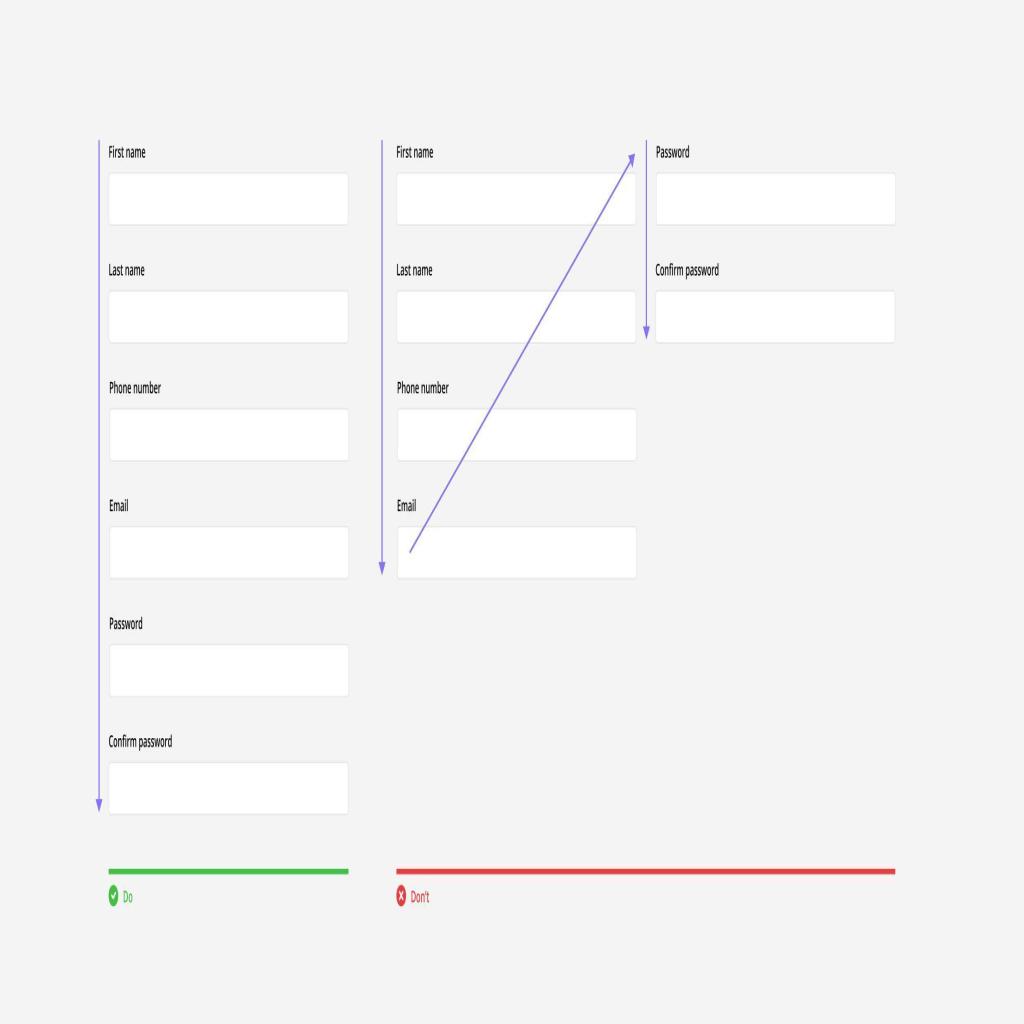 First name
Last name
Phone number
Email
Password
Confirm password
Do
First name
Last name
Phone number
Email
Password
Confirm password
Don't